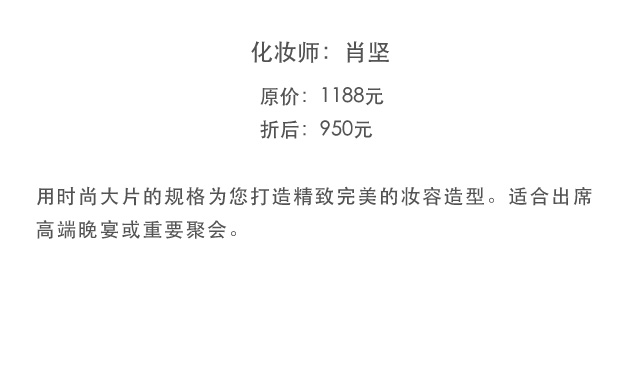 化妆师：肖坚
原价：1188元
折后：950元
用时尚大片的规格为您打造精致完美的妆容造型。适合出席
高端晚宴或重要聚会。